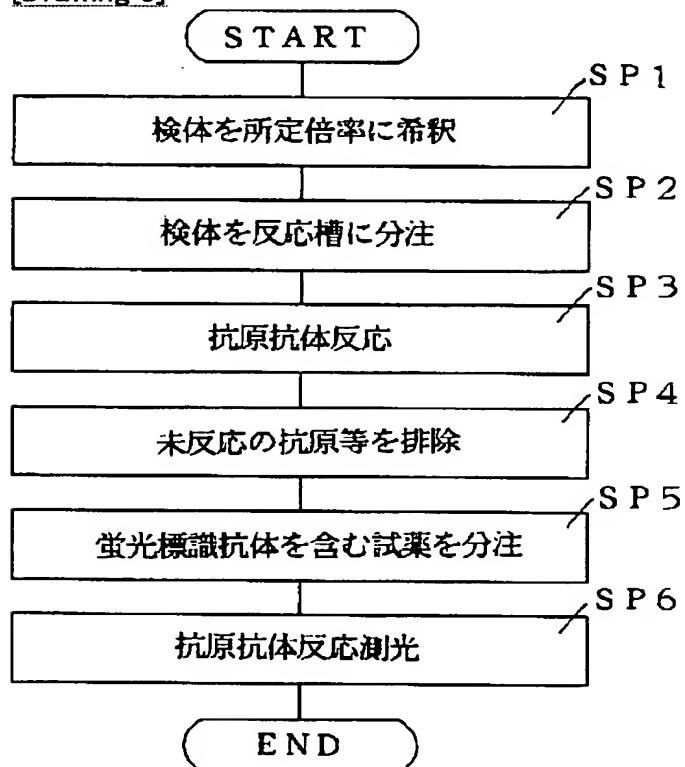 START
SP1
検体を所定倍率に希釈
SP2
検体を反応槽に分注
SP3
抗原抗体反応
SP4
未反応の抗原等を排除
SP5
蛍光標識抗体を含む試薬を分注
SP6
抗原抗体反応測光
END